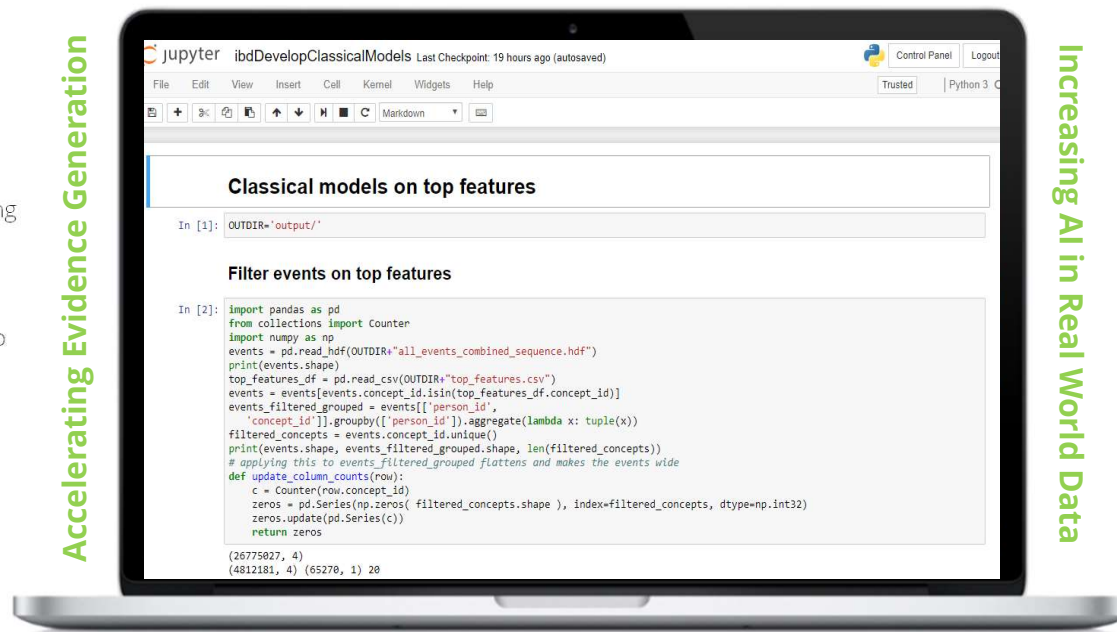 Accelerating Evidence Generation
jupyter ibdDevelopClassicalModels Last Checkpoint: 19 hours ago (autosaved)
Control Panel Logout
File Edit View Insert Cell Kernel Widgets Help
Trusted Python 3
Markdown
Classical models on top features
In [1]: OUTDIR='output/'
Filter events on top features
In [2]: import pandas as pd
from collections import Counter
import numpy as np
events = pd.read_hdf(OUTDIR+"all_events_combined_sequence.hdf")
print(events.shape)
top_features_df = pd.read_csv(OUTDIR+"top_features.csv")
events = events[events.concept_id.isin(top_features_df.concept_id)]
events_filtered_grouped = events[['person_id',
'concept_id']].groupby(['person_id']).aggregate(lambda x: tuple(x))
filtered_concepts = events.concept_id.unique()
print(events.shape, events_filtered_grouped.shape, len(filtered_concepts))
# applying this to events_filtered_grouped flattens and makes the events wide
def update_column_counts(row):
c = Counter(row.concept_id)
zeros = pd.Series(np.zeros( filtered_concepts.shape ), index=filtered_concepts, dtype=np.int32)
zeros.update(pd.Series(c))
return zeros
(26775027, 4)
(4812181, 4) (65270, 1) 20
Increasing AI in Real World Data